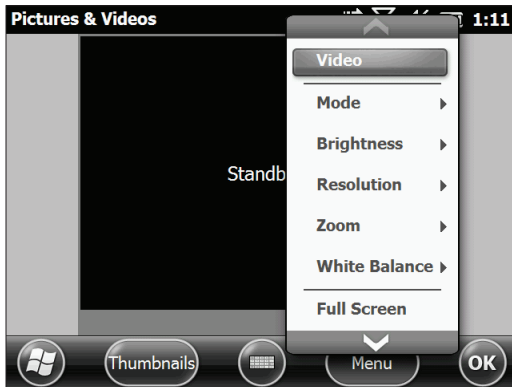 Pictures & Videos 1:11
Video
Mode
Brightness
Standb
Resolution
Zoom
White Balance
Full Screen
Thumbnails
Menu
OK